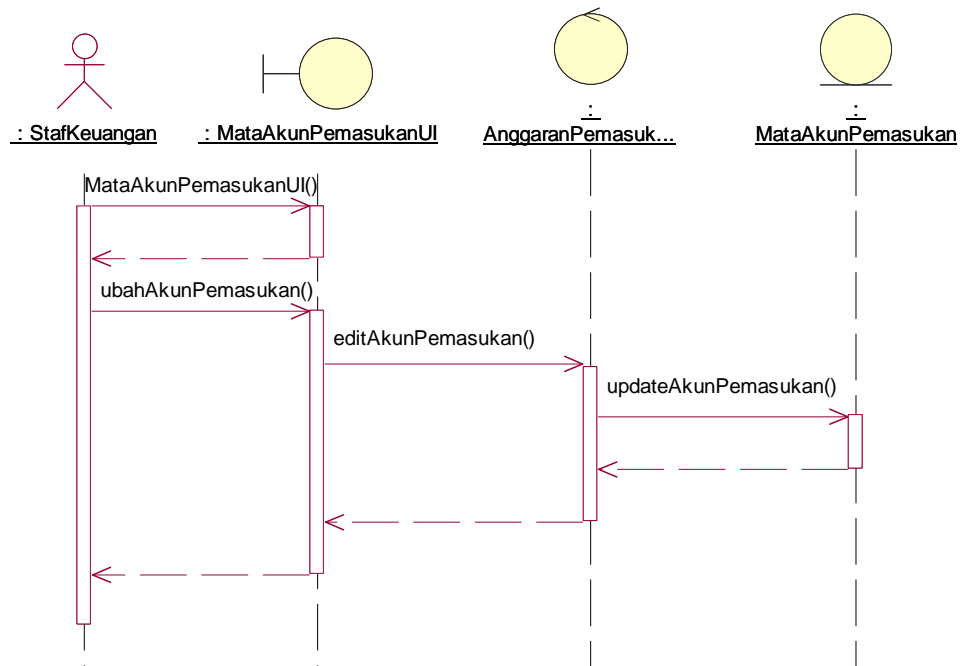 : StafKeuangan
: MataAkunPemasukanUI
:
AnggaranPemasuk...
:
MataAkunPemasukan
MataAkunPemasukanUI()
ubahAkunPemasukan()
editAkunPemasukan()
updateAkunPemasukan()